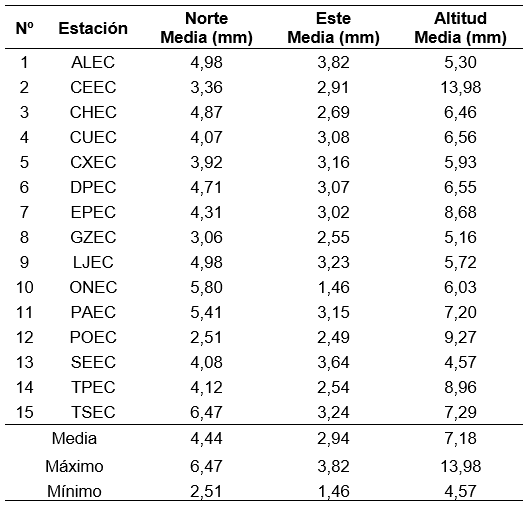 Nº Estación Norte Media (mm) Este Media (mm) Altitud Media (mm)
1 ALEC 4,98 3,82 5,30
2 CEEC 3,36 2,91 13,98
3 CHEC 4,87 2,69 6,46
4 CUEC 4,07 3,08 6,56
5 CXEC 3,92 3,16 5,93
6 DPEC 4,71 3,07 6,55
7 EPEC 4,31 3,02 8,68
8 GZEC 3,06 2,55 5,16
9 LJEC 4,98 3,23 5,72
10 ONEC 5,80 1,46 6,03
11 PAEC 5,41 3,15 7,20
12 POEC 2,51 2,49 9,27
13 SEEC 4,08 3,64 4,57
14 TPEC 4,12 2,54 8,96
15 TSEC 6,47 3,24 7,29
Media 4,44 2,94 7,18
Máximo 6,47 3,82 13,98
Mínimo 2,51 1,46 4,57